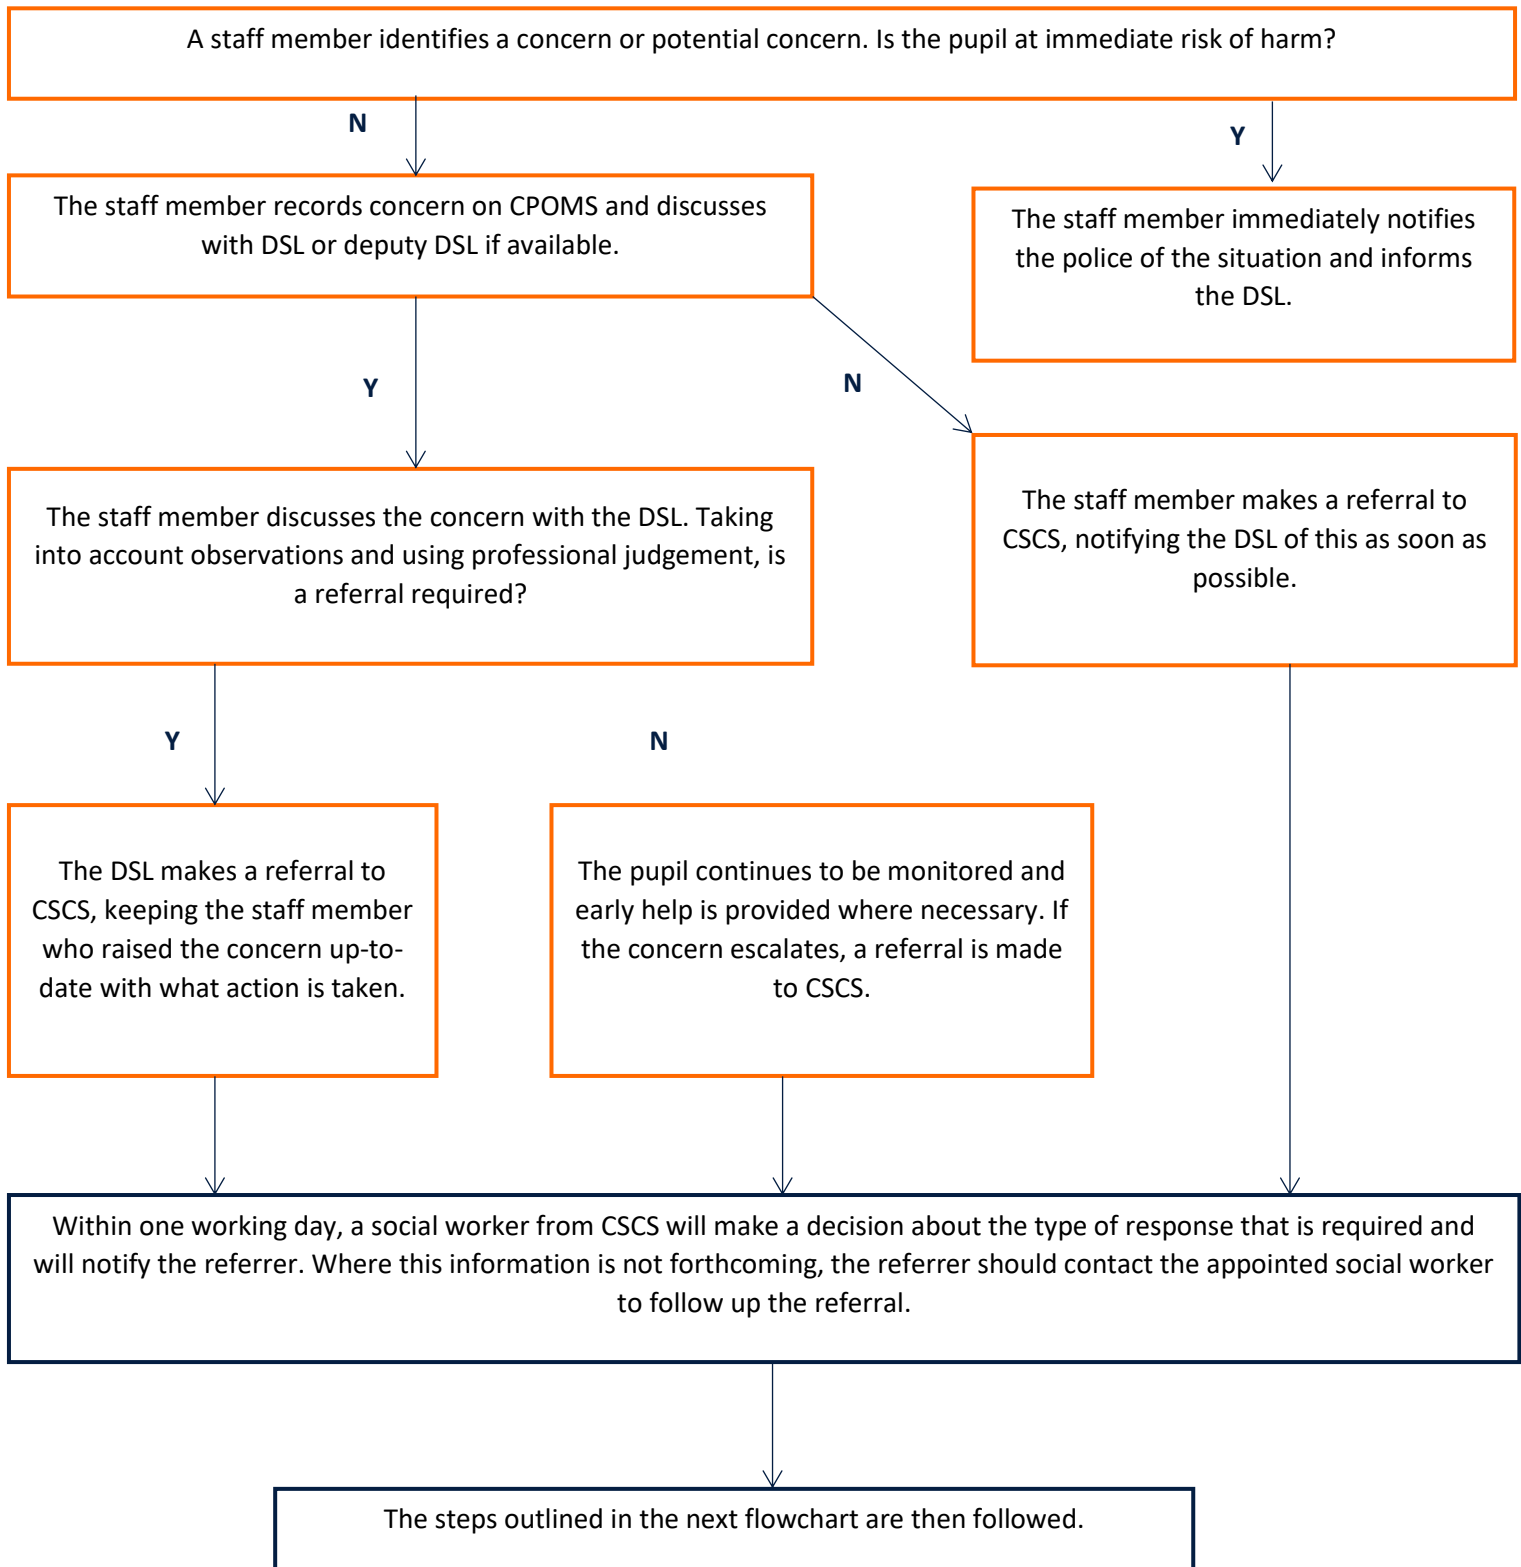 A staff member identifies a concern or potential concern. Is the pupil at immediate risk of harm?
N
Y
The staff member records concern on CPOMS and discusses
with DSL or deputy DSL if available.
The staff member immediately notifies
the police of the situation and informs
the DSL.
Y
N
The staff member discusses the concern with the DSL. Taking
into account observations and using professional judgement, is
a referral required?
The staff member makes a referral to
CSCS, notifying the DSL of this as soon as
possible.
Y
N
The DSL makes a referral to
CSCS, keeping the staff member
who raised the concern up-to-
date with what action is taken.
The pupil continues to be monitored and
early help is provided where necessary. If
the concern escalates, a referral is made
to CSCS.
Within one working day, a social worker from CSCS will make a decision about the type of response that is required and
will notify the referrer. Where this information is not forthcoming, the referrer should contact the appointed social worker
to follow up the referral.
The steps outlined in the next flowchart are then followed.